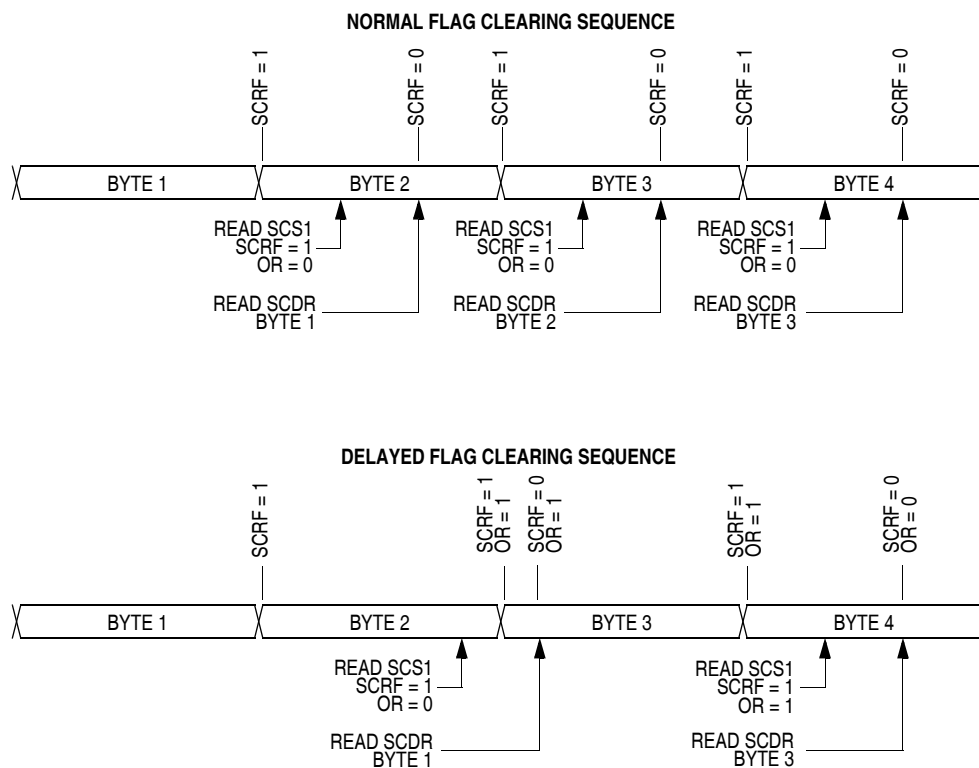 NORMAL FLAG CLEARING SEQUENCE
SCRF = 1
SCRF = 0
SCRF = 1
SCRF = 0
SCRF = 1
SCRF = 0
BYTE 1
BYTE 2
BYTE 3
BYTE 4
READ SCS1
SCRF = 1
OR = 0
READ SCS1
SCRF = 1
OR = 0
READ SCS1
SCRF = 1
OR = 0
READ SCDR
BYTE 1
READ SCDR
BYTE 2
READ SCDR
BYTE 3
DELAYED FLAG CLEARING SEQUENCE
SCRF = 1
SCRF = 1
OR = 1
SCRF = 0
OR = 1
SCRF = 1
OR = 1
SCRF = 0
OR = 0
BYTE 1
BYTE 2
BYTE 3
BYTE 4
READ SCS1
SCRF = 1
OR = 0
READ SCS1
SCRF = 1
OR = 1
READ SCDR
BYTE 1
READ SCDR
BYTE 3